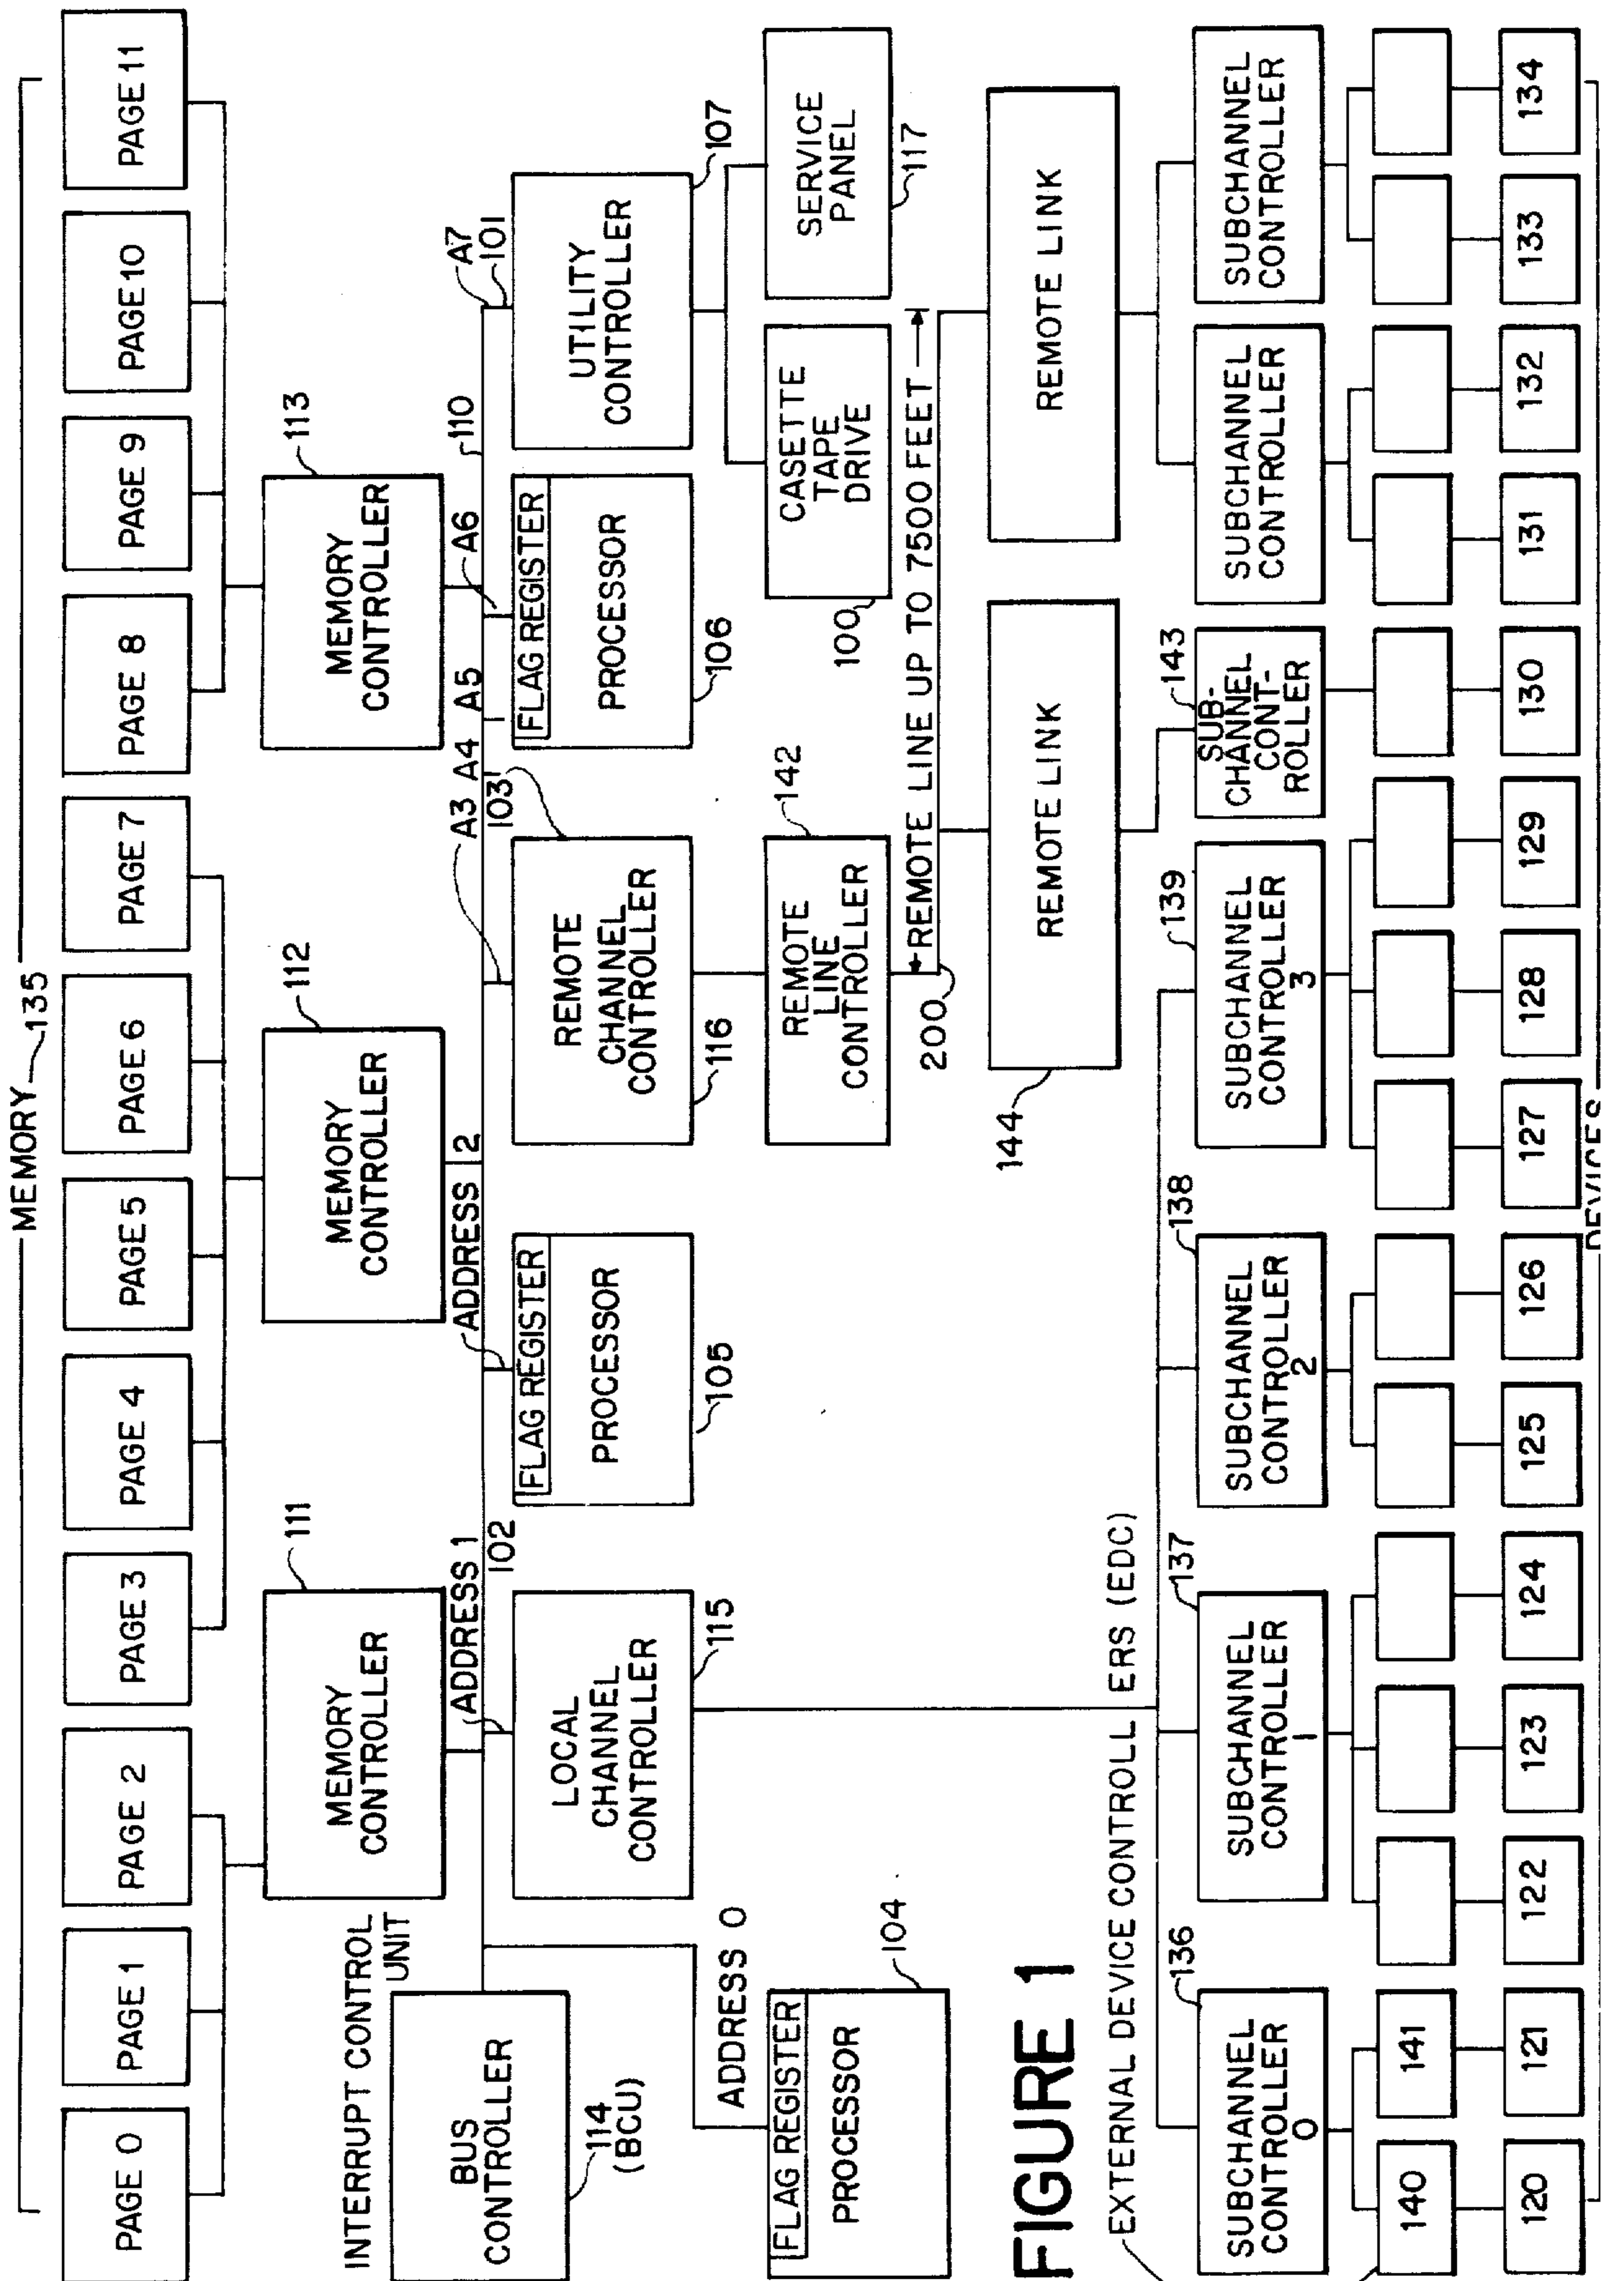 MEMORY 135
PAGE 0
PAGE 1
PAGE 2
PAGE 3
PAGE 4
PAGE 5
PAGE 6
PAGE 7
PAGE 8
PAGE 9
PAGE 10
PAGE 11
111
MEMORY
CONTROLLER
112
MEMORY
CONTROLLER
113
MEMORY
CONTROLLER
INTERRUPT CONTROL
UNIT
BUS
CONTROLLER
114
(BCU)
ADDRESS 1
102
ADDRESS 2
A3
A4
103
A5
A6
110
A7
101
LOCAL
CHANNEL
CONTROLLER
115
FLAG REGISTER
PROCESSOR
105
REMOTE
CHANNEL
CONTROLLER
116
FLAG REGISTER
PROCESSOR
106
UTILITY
CONTROLLER
107
ADDRESS 0
FLAG REGISTER
PROCESSOR
104
REMOTE
LINE
CONTROLLER
142
CASETTE
TAPE
DRIVE
100
SERVICE
PANEL
117
200
REMOTE LINE UP TO 7500 FEET
FIGURE 1
144
REMOTE LINK
REMOTE LINK
EXTERNAL DEVICE CONTROLL ERS (EDC)
136
SUBCHANNEL
CONTROLLER
0
137
SUBCHANNEL
CONTROLLER
1
138
SUBCHANNEL
CONTROLLER
2
139
SUBCHANNEL
CONTROLLER
3
143
SUB-
CHANNEL
CONT-
ROLLER
SUBCHANNEL
CONTROLLER
SUBCHANNEL
CONTROLLER
140
141
120
121
122
123
124
125
126
127
128
129
130
131
132
133
134
DEVICES